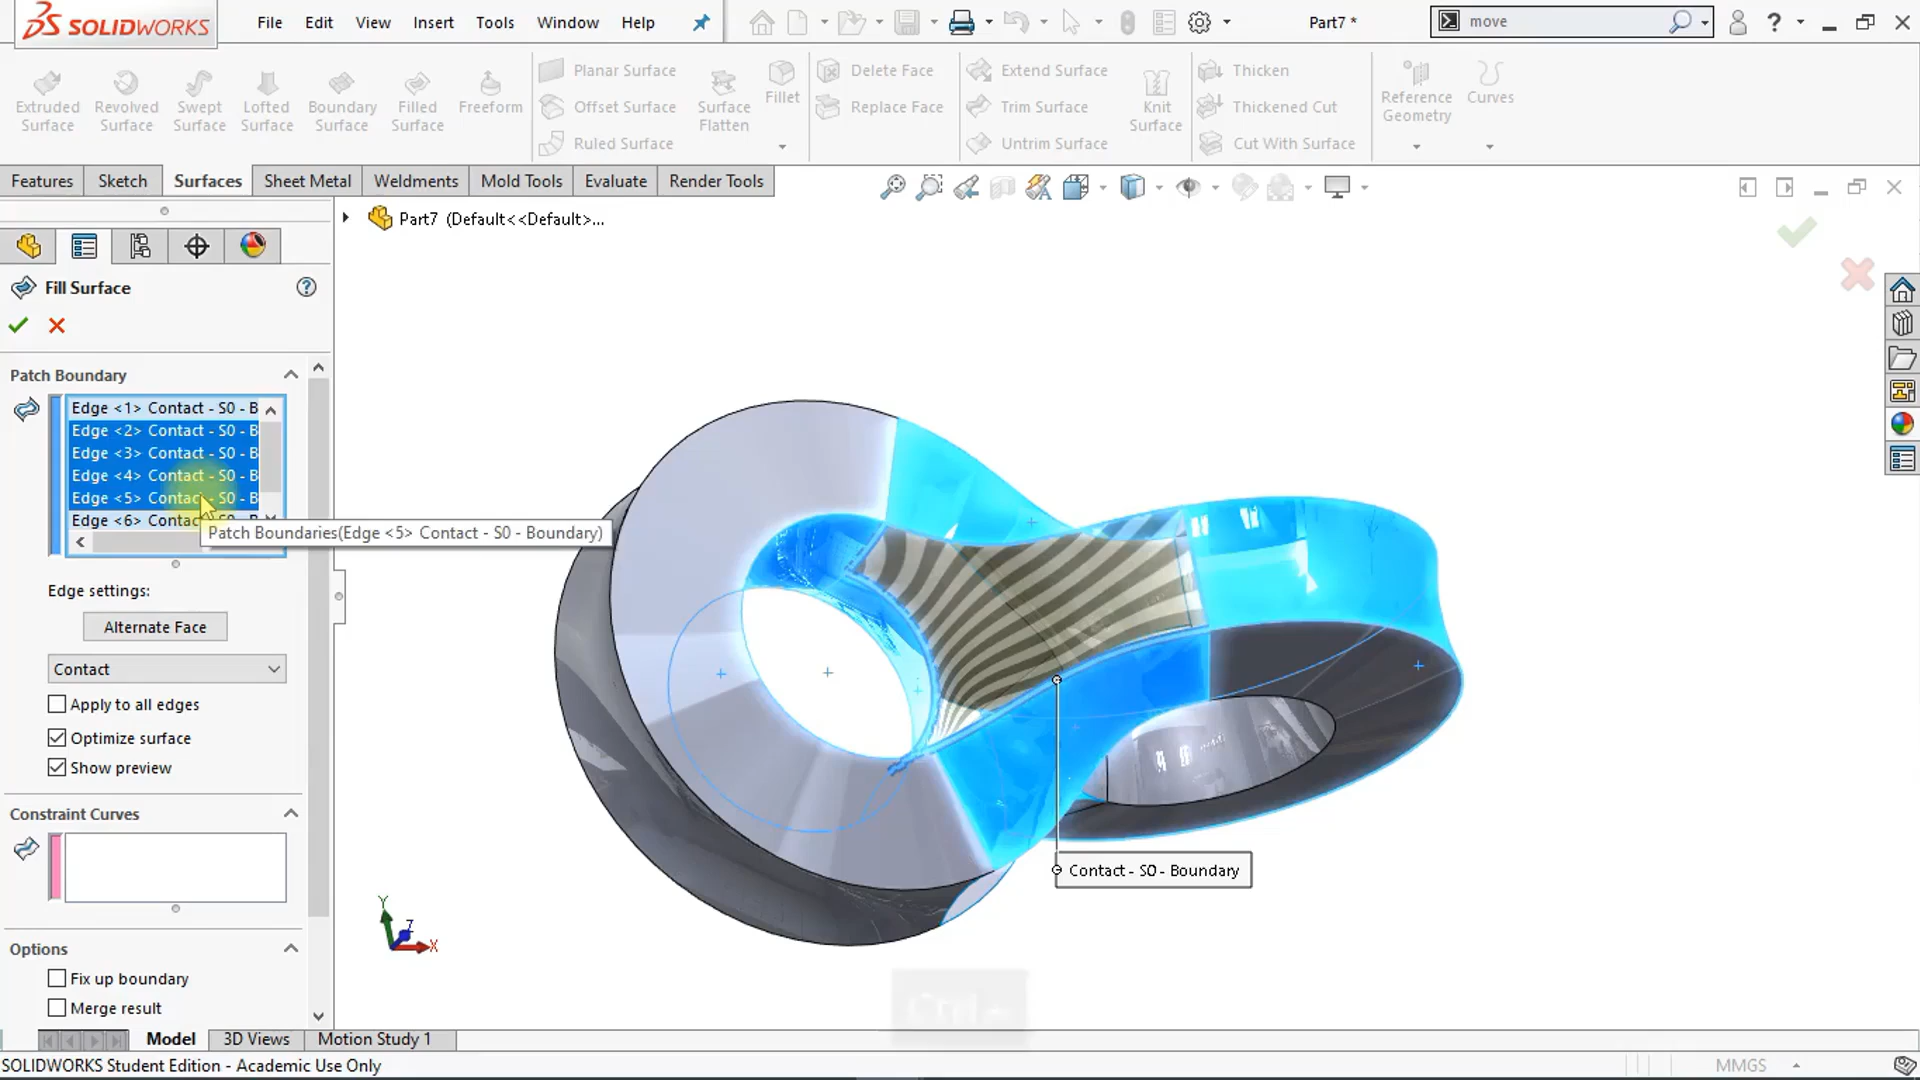 SOLIDWORKS File Edit View Insert Tools Window Help Part7 * move ?
Extruded Surface Revolved Surface Swept Surface Lofted Surface Boundary Surface Filled Surface Freeform
Planar Surface
Offset Surface
Ruled Surface
Surface Flatten
Fillet
Delete Face
Replace Face
Extend Surface
Trim Surface
Untrim Surface
Knit Surface
Thicken
Thickened Cut
Cut With Surface
Reference Geometry
Curves
Features Sketch Surfaces Sheet Metal Weldments Mold Tools Evaluate Render Tools
Part7 (Default<<Default>...
Fill Surface
Patch Boundary
Edge <1> Contact - S0 - B
Edge <2> Contact - S0 - B
Edge <3> Contact - S0 - B
Edge <4> Contact - S0 - B
Edge <5> Contact - S0 - B
Edge <6> Contact
Patch Boundaries(Edge <5> Contact - S0 - Boundary)
Edge settings:
Alternate Face
Contact
Apply to all edges
Optimize surface
Show preview
Constraint Curves
Options
Fix up boundary
Merge result
Contact - S0 - Boundary
Y
Z
X
Ctrl +
Model 3D Views Motion Study 1
SOLIDWORKS Student Edition - Academic Use Only
MMGS